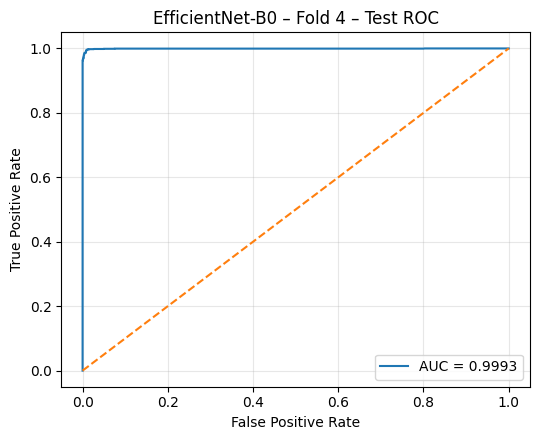 EfficientNet-B0 – Fold 4 – Test ROC
1.0
0.8
0.6
0.4
0.2
0.0
True Positive Rate
AUC = 0.9993
0.0 0.2 0.4 0.6 0.8 1.0
False Positive Rate